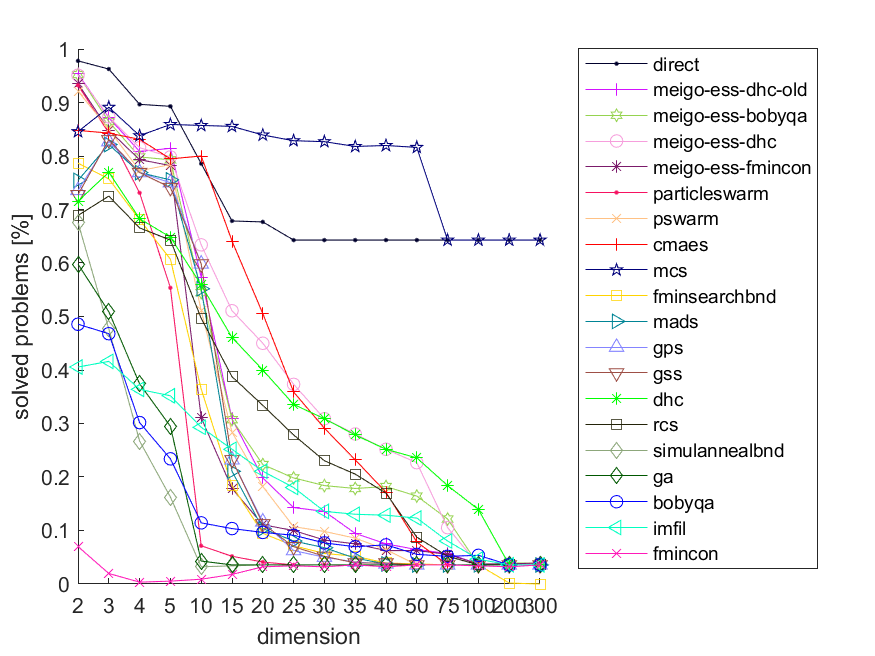 1
0.9
0.8
0.7
0.6
0.5
0.4
0.3
0.2
0.1
0
solved problems [%]
2 3 4 5 10 15 20 25 30 35 40 50 75 100 200 300
dimension
direct
meigo-ess-dhc-old
meigo-ess-bobyqa
meigo-ess-dhc
meigo-ess-fmincon
particleswarm
pswarm
cmaes
mcs
fminsearchbnd
mads
gps
gss
dhc
rcs
simulannealbnd
ga
bobyqa
imfil
fmincon